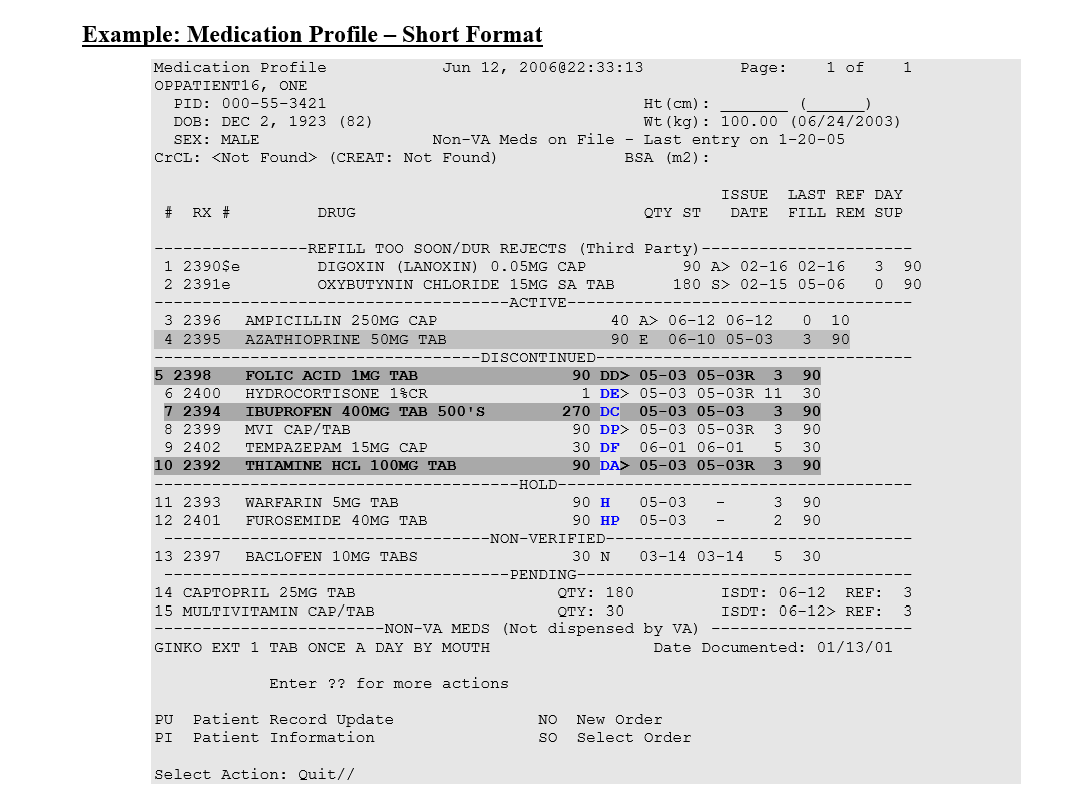 Example: Medication Profile – Short Format
Medication Profile Jun 12, 2006@22:33:13 Page: 1 of 1
OPPATIENT16, ONE
PID: 000-55-3421 Ht(cm): _______ (______)
DOB: DEC 2, 1923 (82) Wt(kg): 100.00 (06/24/2003)
SEX: MALE Non-VA Meds on File - Last entry on 1-20-05
CrCL: <Not Found> (CREAT: Not Found) BSA (m2):
ISSUE LAST REF DAY
# RX # DRUG QTY ST DATE FILL REM SUP
----------------REFILL TOO SOON/DUR REJECTS (Third Party)----------------------
1 2390$e DIGOXIN (LANOXIN) 0.05MG CAP 90 A> 02-16 02-16 3 90
2 2391e OXYBUTYNIN CHLORIDE 15MG SA TAB 180 S> 02-15 05-06 0 90
-------------------------------------ACTIVE------------------------------------
3 2396 AMPICILLIN 250MG CAP 40 A> 06-12 06-12 0 10
4 2395 AZATHIOPRINE 50MG TAB 90 E 06-10 05-03 3 90
----------------------------------DISCONTINUED---------------------------------
5 2398 FOLIC ACID 1MG TAB 90 DD> 05-03 05-03R 3 90
6 2400 HYDROCORTISONE 1%CR 1 DE> 05-03 05-03R 11 30
7 2394 IBUPROFEN 400MG TAB 500'S 270 DC 05-03 05-03 3 90
8 2399 MVI CAP/TAB 90 DP> 05-03 05-03R 3 90
9 2402 TEMPAZEPAM 15MG CAP 30 DF 06-01 06-01 5 30
10 2392 THIAMINE HCL 100MG TAB 90 DA> 05-03 05-03R 3 90
--------------------------------------HOLD-------------------------------------
11 2393 WARFARIN 5MG TAB 90 H 05-03 - 3 90
12 2401 FUROSEMIDE 40MG TAB 90 HP 05-03 - 2 90
----------------------------------NON-VERIFIED--------------------------------
13 2397 BACLOFEN 10MG TABS 30 N 03-14 03-14 5 30
------------------------------------PENDING-----------------------------------
14 CAPTOPRIL 25MG TAB QTY: 180 ISDT: 06-12 REF: 3
15 MULTIVITAMIN CAP/TAB QTY: 30 ISDT: 06-12> REF: 3
------------------------NON-VA MEDS (Not dispensed by VA) ---------------------
GINKO EXT 1 TAB ONCE A DAY BY MOUTH Date Documented: 01/13/01
Enter ?? for more actions
PU Patient Record Update NO New Order
PI Patient Information SO Select Order
Select Action: Quit//